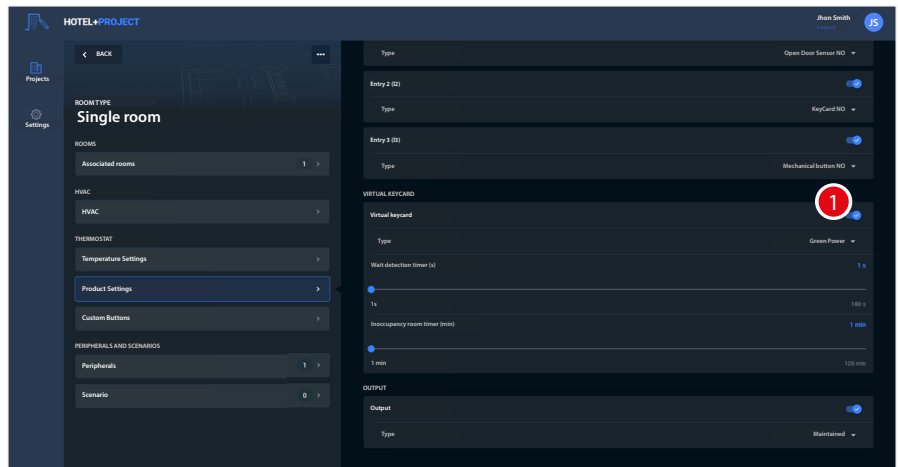 HOTEL+PROJECT
Jhon Smith
Logout
JS
Projects
Settings
BACK
ROOM TYPE
Single room
ROOMS
Associated rooms 1
HVAC
HVAC
THERMOSTAT
Temperature Settings
Product Settings
Custom Buttons
PERIPHERALS AND SCENARIOS
Peripherals 1
Scenario 0
Type Open Door Sensor NO
Entry 2 (I2)
Type KeyCard NO
Entry 3 (I3)
Type Mechanical button NO
VIRTUAL KEYCARD
1
Virtual keycard
Type Green Power
Wait detection timer (s) 1 s
1s 180 s
Inoccupancy room timer (min) 1 min
1 min 120 min
OUTPUT
Output
Type Maintained